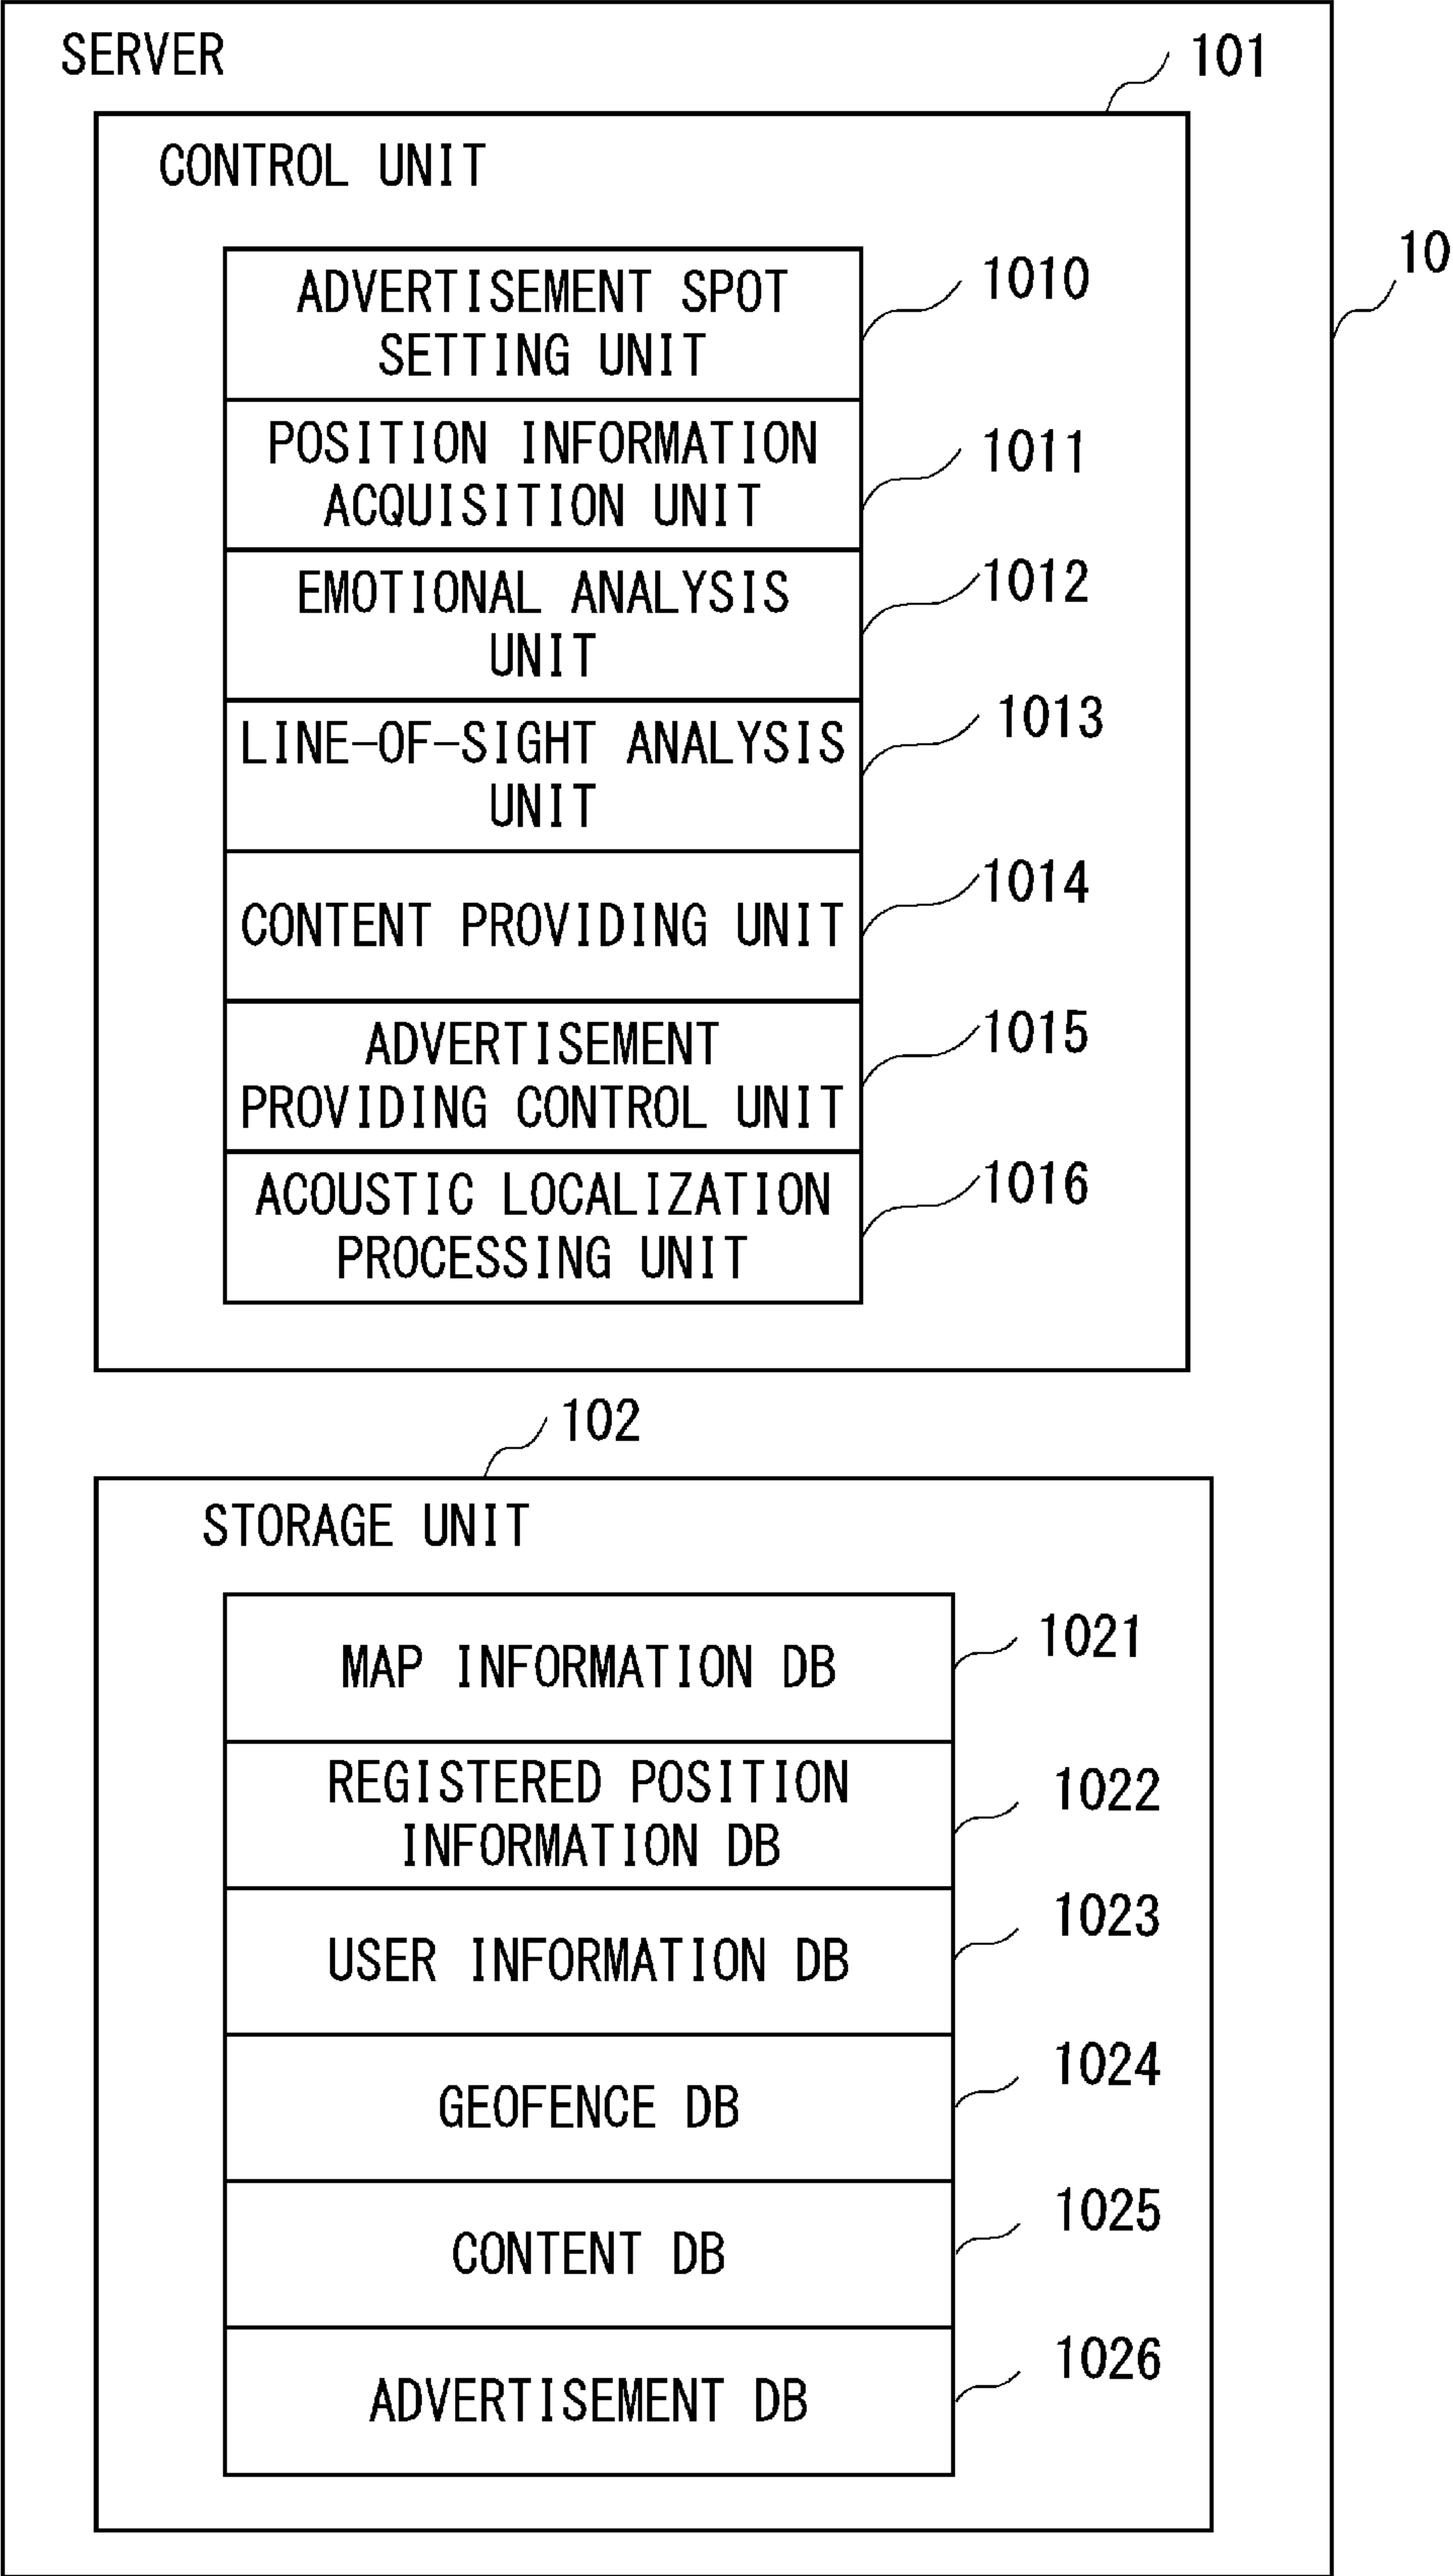 SERVER
101
CONTROL UNIT
10
ADVERTISEMENT SPOT
SETTING UNIT
1010
POSITION INFORMATION
ACQUISITION UNIT
1011
EMOTIONAL ANALYSIS
UNIT
1012
LINE-OF-SIGHT ANALYSIS
UNIT
1013
CONTENT PROVIDING UNIT
1014
ADVERTISEMENT
PROVIDING CONTROL UNIT
1015
ACOUSTIC LOCALIZATION
PROCESSING UNIT
1016
102
STORAGE UNIT
MAP INFORMATION DB
1021
REGISTERED POSITION
INFORMATION DB
1022
USER INFORMATION DB
1023
GEOFENCE DB
1024
CONTENT DB
1025
ADVERTISEMENT DB
1026